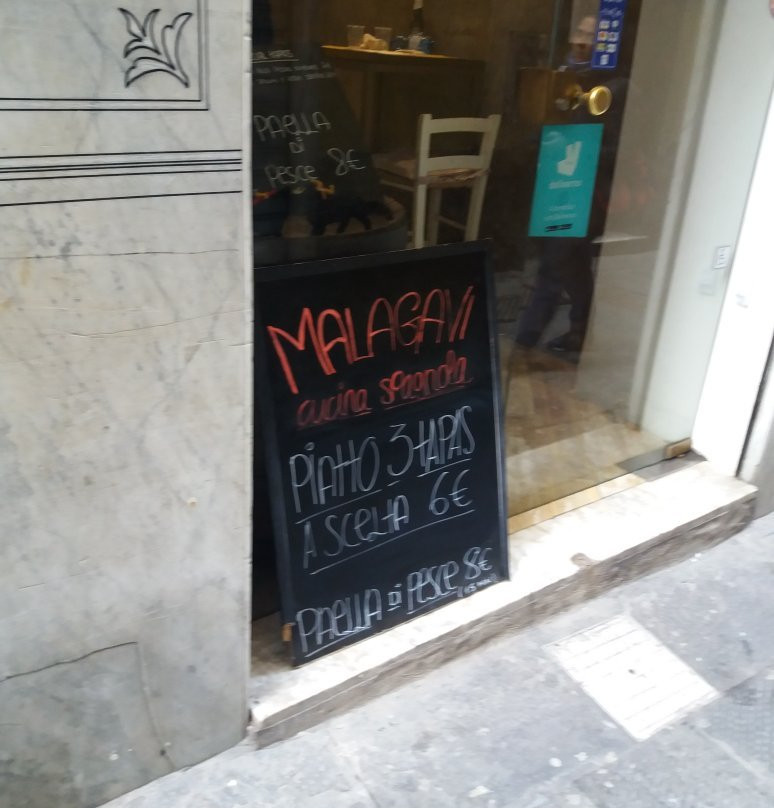 PAELLA
DI
PESCE 8€
MALAGAVI
cucina spagnola
PIATTO 3 TAPAS
A SCELTA 6€
PAELLA DI PESCE 8€